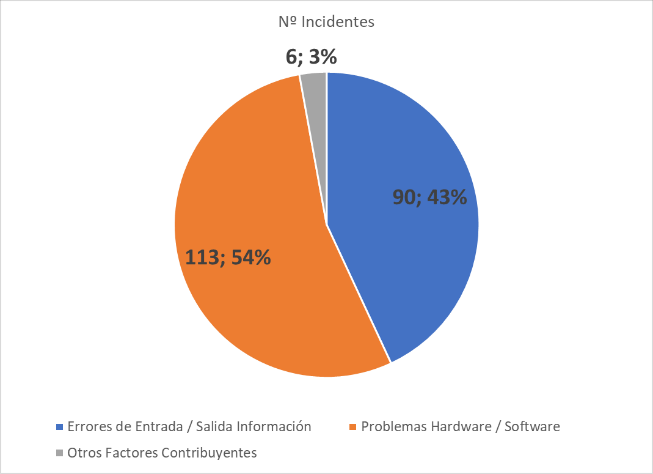 Nº Incidentes
6; 3%
90; 43%
113; 54%
Errores de Entrada / Salida Información
Problemas Hardware / Software
Otros Factores Contribuyentes